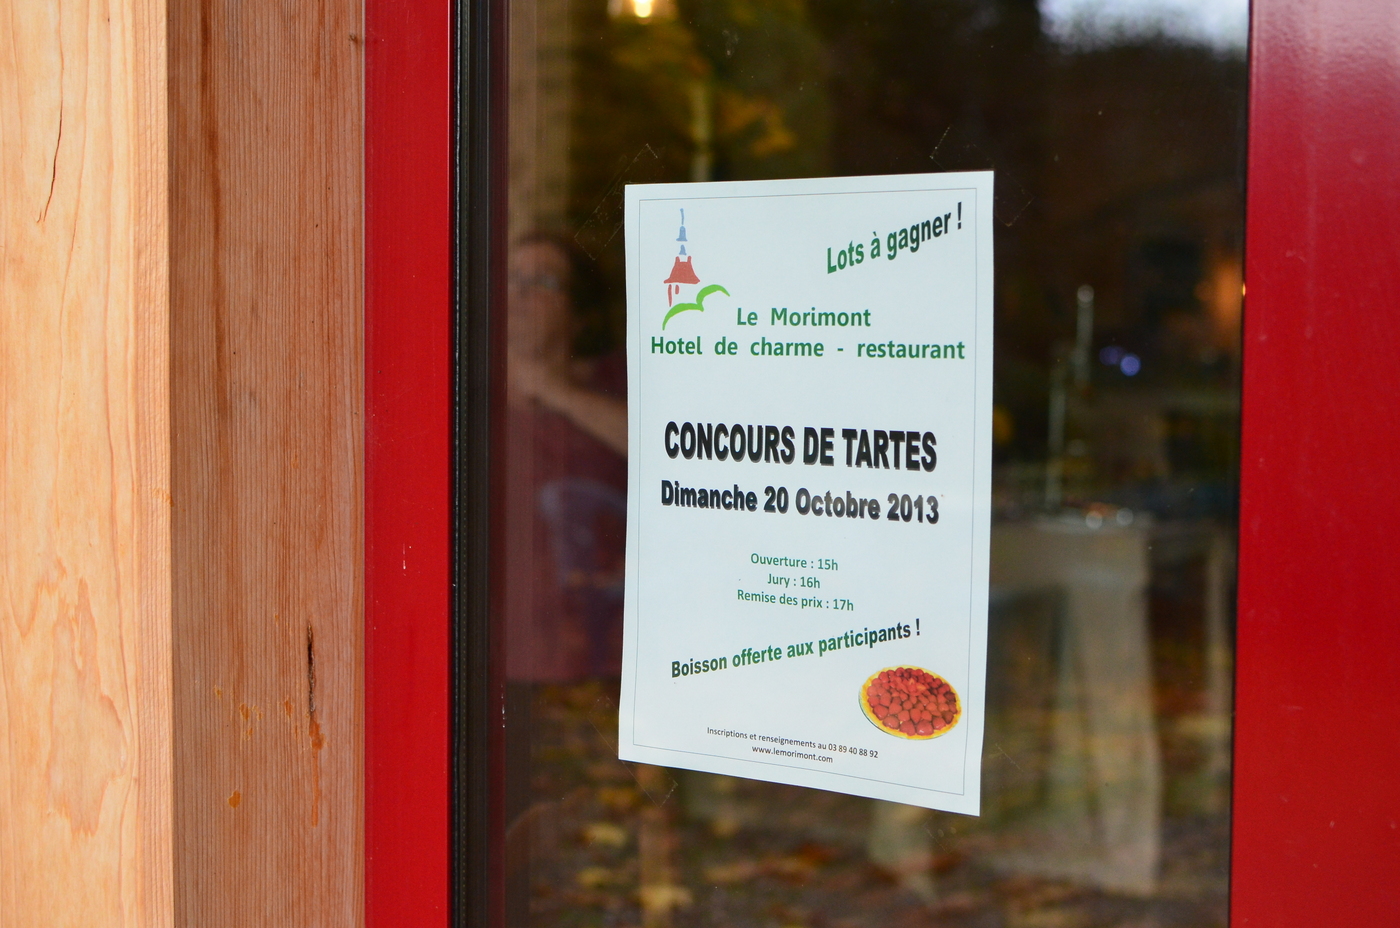 Lots à gagner !
Le Morimont
Hotel de charme - restaurant
CONCOURS DE TARTES
Dimanche 20 Octobre 2013
Ouverture : 15h
Jury : 16h
Remise des prix : 17h
Boisson offerte aux participants !
Inscriptions et renseignements au 03 89 40 88 92
www.lemorimont.com